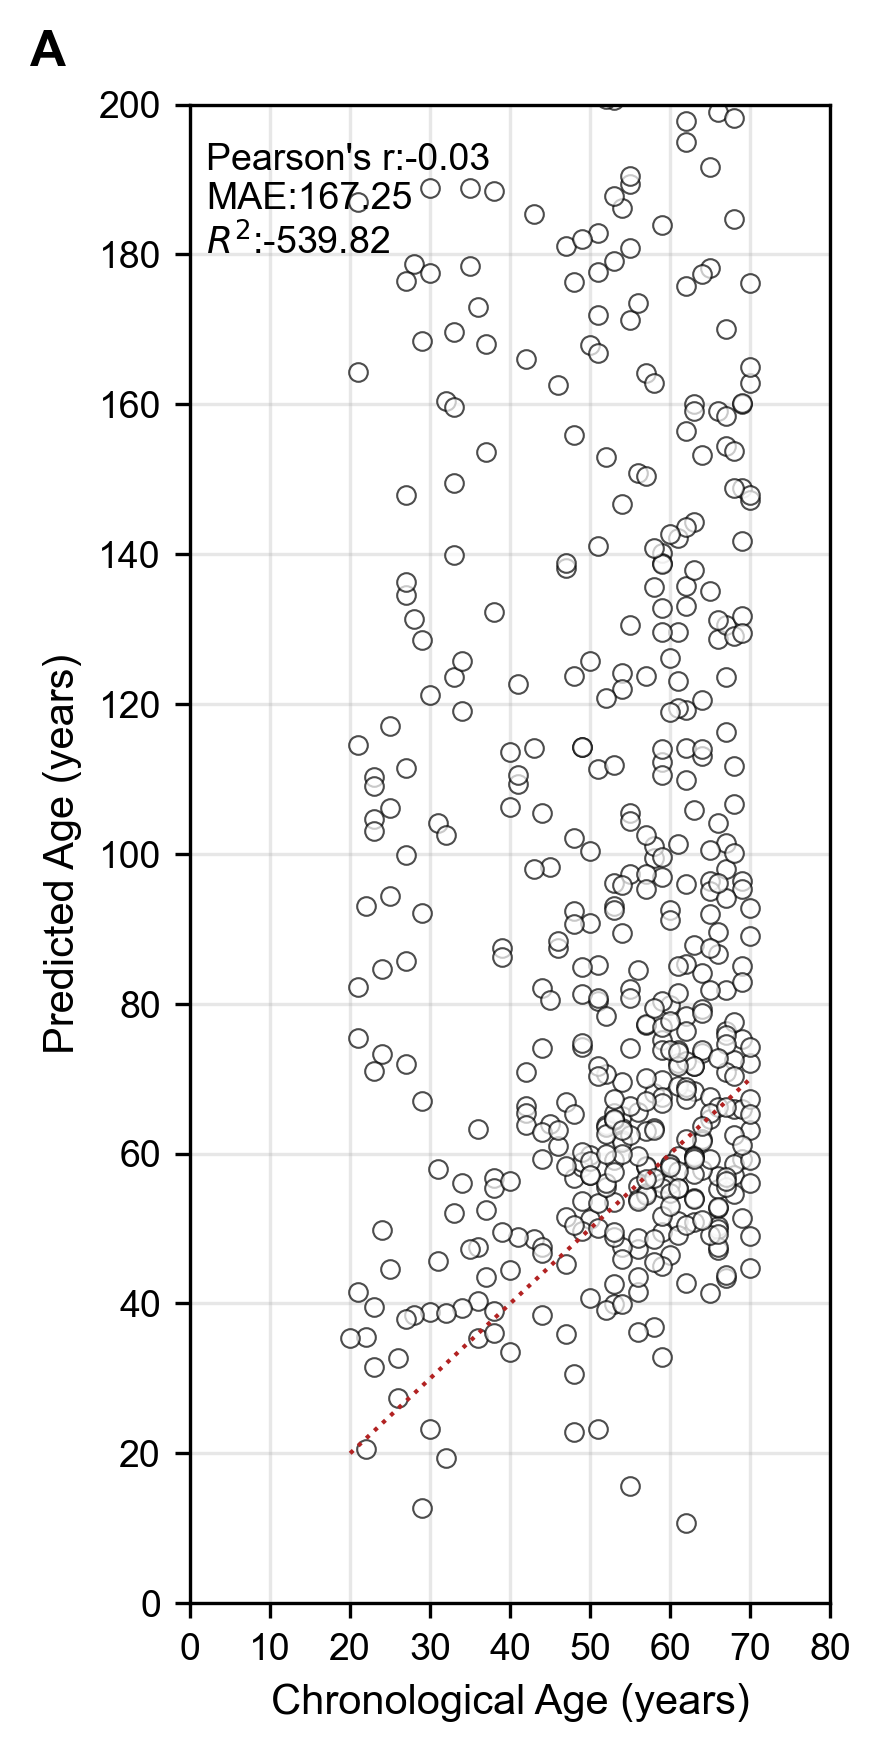 A
Pearson's r:-0.03
MAE:167.25
R²:-539.82
200
180
160
140
120
100
80
60
40
20
0
Predicted Age (years)
0 10 20 30 40 50 60 70 80
Chronological Age (years)